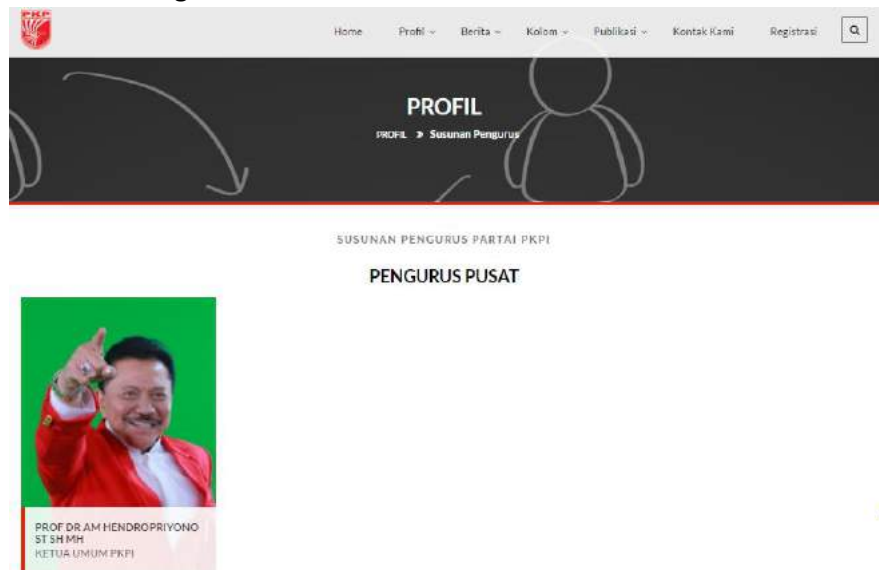 PKP
Home Profil Berita Kolom Publikasi Kontak Kami Registrasi
PROFIL
PROFIL » Susunan Pengurus
SUSUNAN PENGURUS PARTAI PKPI
PENGURUS PUSAT
PROF DR AM HENDROPRIYONO
ST SH MH
KETUA UMUM PKPI